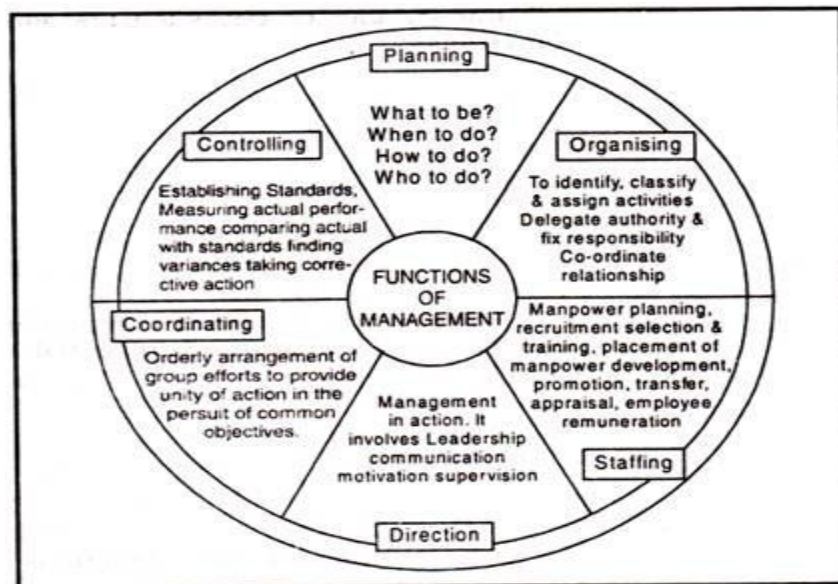 Planning
What to be?
When to do?
How to do?
Who to do?
Organising
To identify, classify
& assign activities
Delegate authority &
fix responsibility
Co-ordinate
relationship
Manpower planning,
recruitment selection &
training, placement of
manpower development,
promotion, transfer,
appraisal, employee
remuneration
Staffing
Management
in action. It
involves Leadership
communication
motivation supervision
Direction
Coordinating
Orderly arrangement of
group efforts to provide
unity of action in the
persuit of common
objectives.
Controlling
Establishing Standards,
Measuring actual perfor-
mance comparing actual
with standards finding
variances taking corre-
ctive action
FUNCTIONS
OF
MANAGEMENT